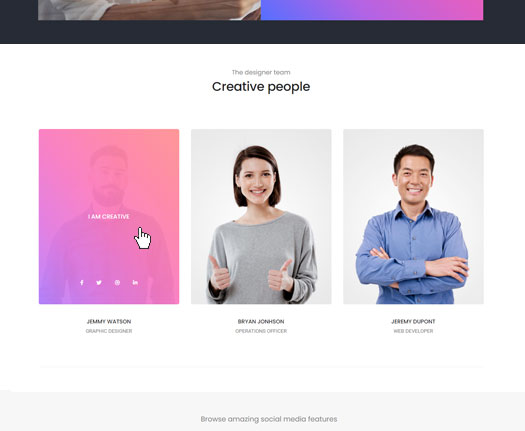 The designer team
Creative people
I AM CREATIVE
JEMMY WATSON
GRAPHIC DESIGNER
BRYAN JONHSON
OPERATIONS OFFICER
JEREMY DUPONT
WEB DEVELOPER
Browse amazing social media features